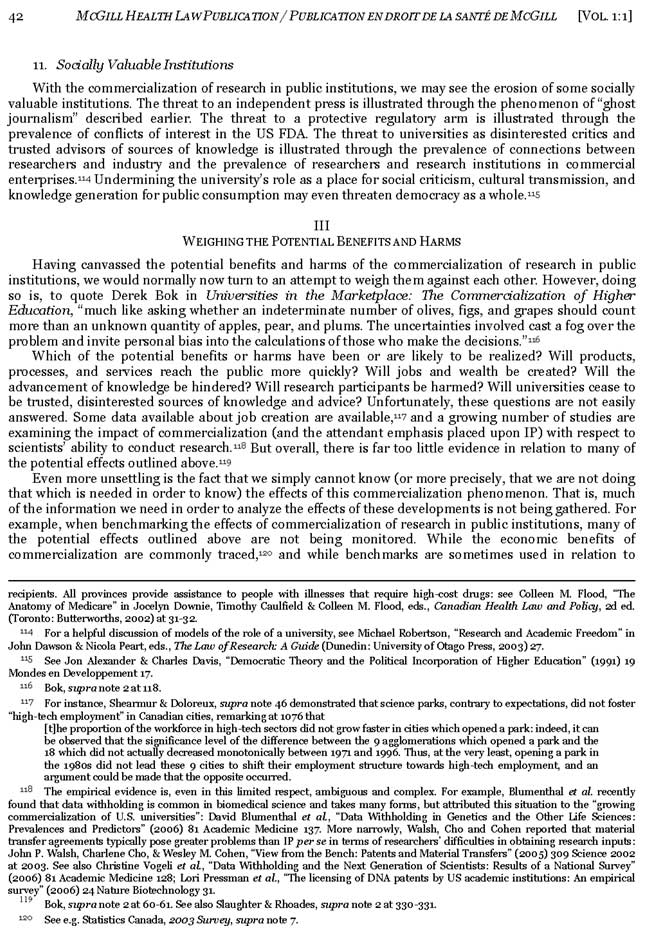 42 MCGILL HEALTH LAW PUBLICATION / PUBLICATION EN DROIT DE LA SANTÉ DE MCGILL [VOL. 1:1]
11. Socially Valuable Institutions
With the commercialization of research in public institutions, we may see the erosion of some socially
valuable institutions. The threat to an independent press is illustrated through the phenomenon of “ghost
journalism” described earlier. The threat to a protective regulatory arm is illustrated through the
prevalence of conflicts of interest in the US FDA. The threat to universities as disinterested critics and
trusted advisors of sources of knowledge is illustrated through the prevalence of connections between
researchers and industry and the prevalence of researchers and research institutions in commercial
enterprises.114 Undermining the university’s role as a place for social criticism, cultural transmission, and
knowledge generation for public consumption may even threaten democracy as a whole.115
III
WEIGHING THE POTENTIAL BENEFITS AND HARMS
Having canvassed the potential benefits and harms of the commercialization of research in public
institutions, we would normally now turn to an attempt to weigh them against each other. However, doing
so is, to quote Derek Bok in Universities in the Marketplace: The Commercialization of Higher
Education, “much like asking whether an indeterminate number of olives, figs, and grapes should count
more than an unknown quantity of apples, pear, and plums. The uncertainties involved cast a fog over the
problem and invite personal bias into the calculations of those who make the decisions.”116
Which of the potential benefits or harms have been or are likely to be realized? Will products,
processes, and services reach the public more quickly? Will jobs and wealth be created? Will the
advancement of knowledge be hindered? Will research participants be harmed? Will universities cease to
be trusted, disinterested sources of knowledge and advice? Unfortunately, these questions are not easily
answered. Some data available about job creation are available,117 and a growing number of studies are
examining the impact of commercialization (and the attendant emphasis placed upon IP) with respect to
scientists’ ability to conduct research.118 But overall, there is far too little evidence in relation to many of
the potential effects outlined above.119
Even more unsettling is the fact that we simply cannot know (or more precisely, that we are not doing
that which is needed in order to know) the effects of this commercialization phenomenon. That is, much
of the information we need in order to analyze the effects of these developments is not being gathered. For
example, when benchmarking the effects of commercialization of research in public institutions, many of
the potential effects outlined above are not being monitored. While the economic benefits of
commercialization are commonly traced,120 and while benchmarks are sometimes used in relation to
recipients. All provinces provide assistance to people with illnesses that require high-cost drugs: see Colleen M. Flood, “The
Anatomy of Medicare” in Jocelyn Downie, Timothy Caulfield & Colleen M. Flood, eds., Canadian Health Law and Policy, 2d ed.
(Toronto: Butterworths, 2002) at 31-32.
114 For a helpful discussion of models of the role of a university, see Michael Robertson, “Research and Academic Freedom” in
John Dawson & Nicola Peart, eds., The Law of Research: A Guide (Dunedin: University of Otago Press, 2003) 27.
115 See Jon Alexander & Charles Davis, “Democratic Theory and the Political Incorporation of Higher Education” (1991) 19
Mondes en Developpement 17.
116 Bok, supra note 2 at 118.
117 For instance, Shearmur & Doloreux, supra note 46 demonstrated that science parks, contrary to expectations, did not foster
“high-tech employment” in Canadian cities, remarking at 1076 that
[t]he proportion of the workforce in high-tech sectors did not grow faster in cities which opened a park: indeed, it can
be observed that the significance level of the difference between the 9 agglomerations which opened a park and the
18 which did not actually decreased monotonically between 1971 and 1996. Thus, at the very least, opening a park in
the 1980s did not lead these 9 cities to shift their employment structure towards high-tech employment, and an
argument could be made that the opposite occurred.
118 The empirical evidence is, even in this limited respect, ambiguous and complex. For example, Blumenthal et al. recently
found that data withholding is common in biomedical science and takes many forms, but attributed this situation to the “growing
commercialization of U.S. universities”: David Blumenthal et al., “Data Withholding in Genetics and the Other Life Sciences:
Prevalences and Predictors” (2006) 81 Academic Medicine 137. More narrowly, Walsh, Cho and Cohen reported that material
transfer agreements typically pose greater problems than IP per se in terms of researchers’ difficulties in obtaining research inputs:
John P. Walsh, Charlene Cho, & Wesley M. Cohen, “View from the Bench: Patents and Material Transfers” (2005) 309 Science 2002
at 2003. See also Christine Vogeli et al., “Data Withholding and the Next Generation of Scientists: Results of a National Survey”
(2006) 81 Academic Medicine 128; Lori Pressman et al., “The licensing of DNA patents by US academic institutions: An empirical
survey” (2006) 24 Nature Biotechnology 31.
119 Bok, supra note 2 at 60-61. See also Slaughter & Rhoades, supra note 2 at 330-331.
120 See e.g. Statistics Canada, 2003 Survey, supra note 7.